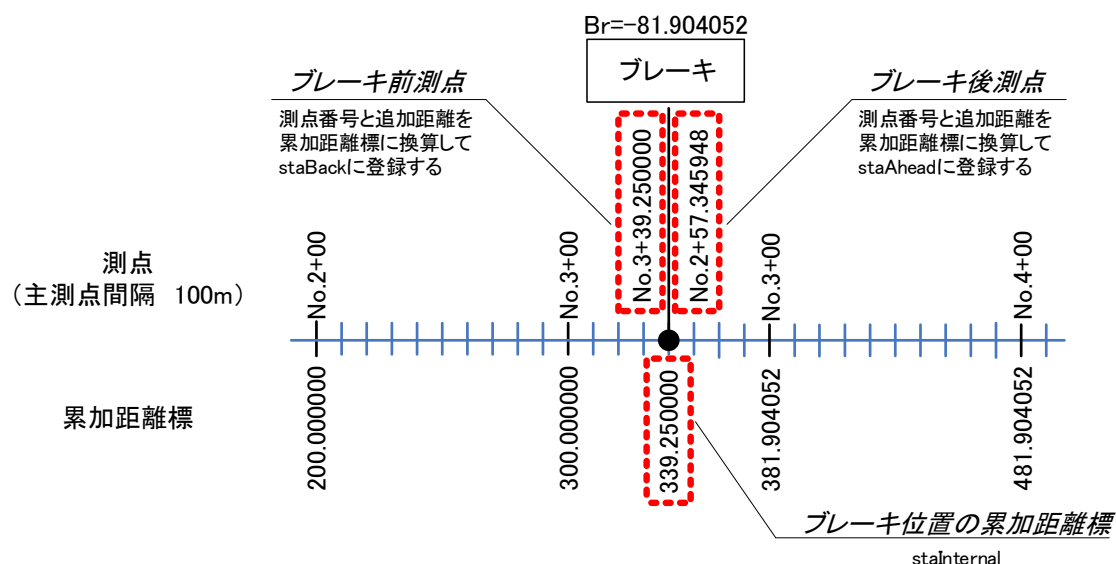 Br=-81.904052
ブレーキ
ブレーキ前測点
測点番号と追加距離を
累加距離標に換算して
staBackに登録する
ブレーキ後測点
測点番号と追加距離を
累加距離標に換算して
staAheadに登録する
測点
（主測点間隔　100m）
No.2+00
No.3+00
No.3+39.250000
No.2+57.345948
No.3+00
No.4+00
累加距離標
200.000000
300.000000
339.250000
381.904052
481.904052
ブレーキ位置の累加距離標
staInternal